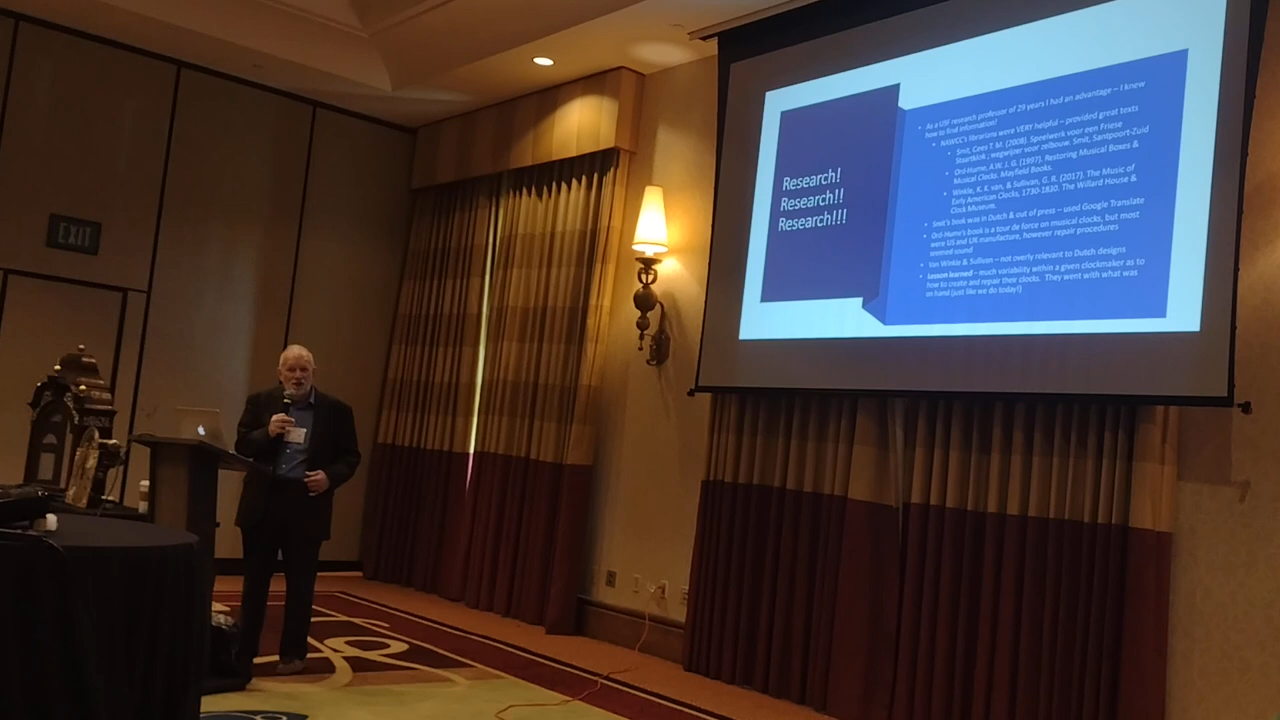 EXIT
Research!
Research!!
Research!!!
• As a USF research professor of 29 years I had an advantage – I knew
how to find information!
• NAWCC's librarians were VERY helpful – provided great texts
• Smit, Cees T. M. (2008). Speelwerk voor een Friese
Staartklok ; wegwijzer voor zelbouw. Smit, Santpoort-Zuid
• Ord-Hume, A.W. J. G. (1997). Restoring Musical Boxes &
Musical Clocks. Mayfield Books.
• Winkle, K. K. van, & Sullivan, G. R. (2017). The Music of
Early American Clocks, 1730-1830. The Willard House &
Clock Museum.
• Smit's book was in Dutch & out of press – used Google Translate
• Ord-Hume's book is a tour de force on musical clocks, but most
were US and UK manufacture, however repair procedures
seemed sound
• Van Winkle & Sullivan – not overly relevant to Dutch designs
• Lesson learned – much variability within a given clockmaker as to
how to create and repair their clocks. They went with what was
on hand (just like we do today!)